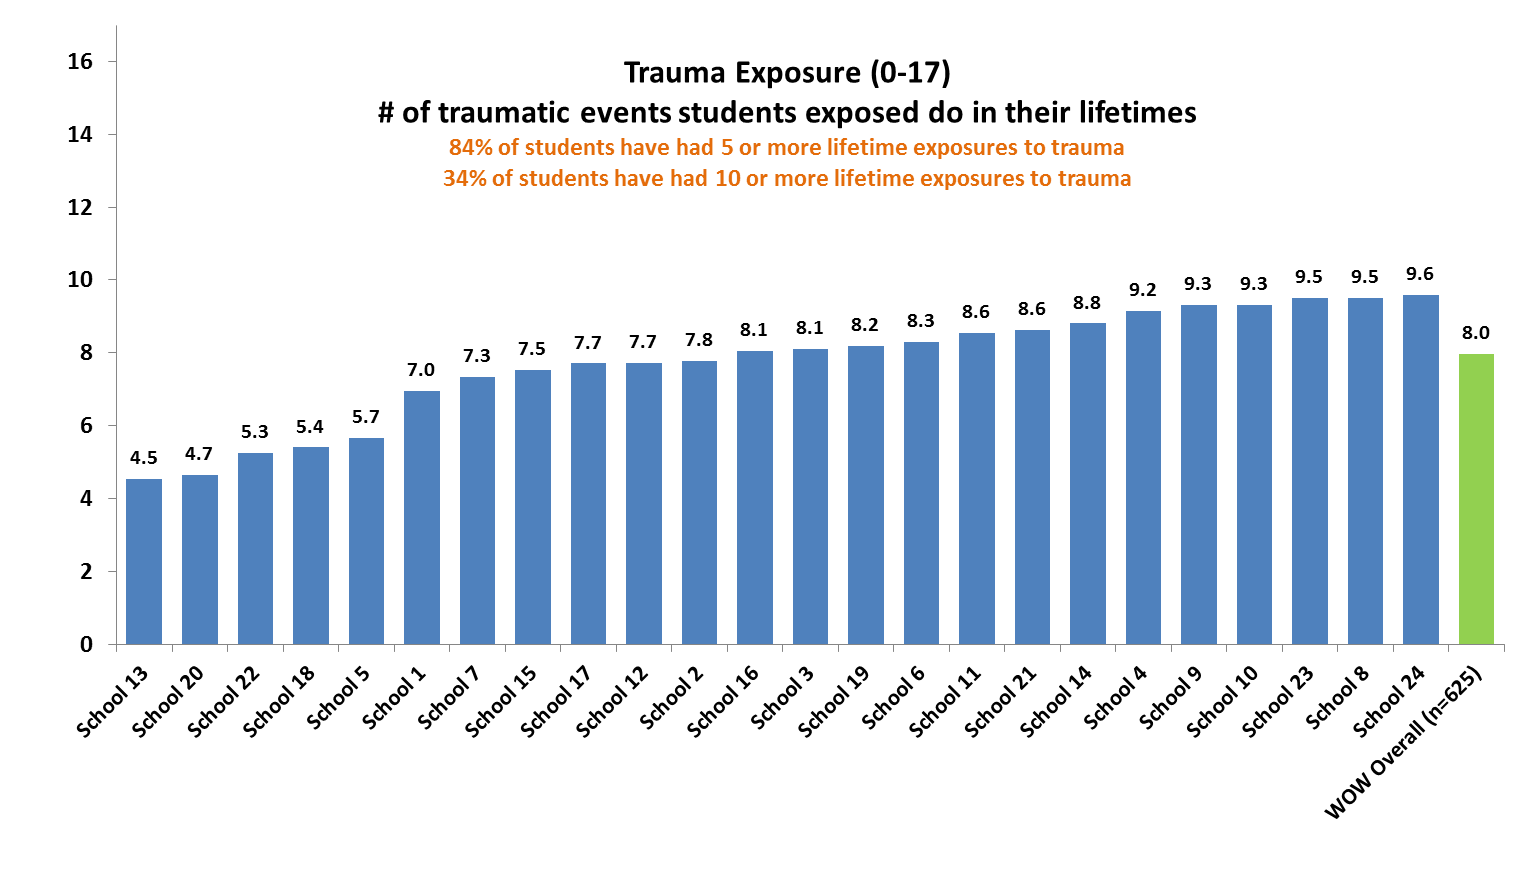 Trauma Exposure (0-17)
# of traumatic events students exposed do in their lifetimes
84% of students have had 5 or more lifetime exposures to trauma
34% of students have had 10 or more lifetime exposures to trauma
16
14
12
10
8
6
4
2
0
4.5
4.7
5.3
5.4
5.7
7.0
7.3
7.5
7.7
7.7
7.8
8.1
8.1
8.2
8.3
8.6
8.6
8.8
9.2
9.3
9.3
9.5
9.5
9.6
8.0
School 13
School 20
School 22
School 18
School 5
School 1
School 7
School 15
School 17
School 12
School 2
School 16
School 3
School 19
School 6
School 11
School 21
School 14
School 4
School 9
School 10
School 23
School 8
School 24
WOW Overall (n=625)